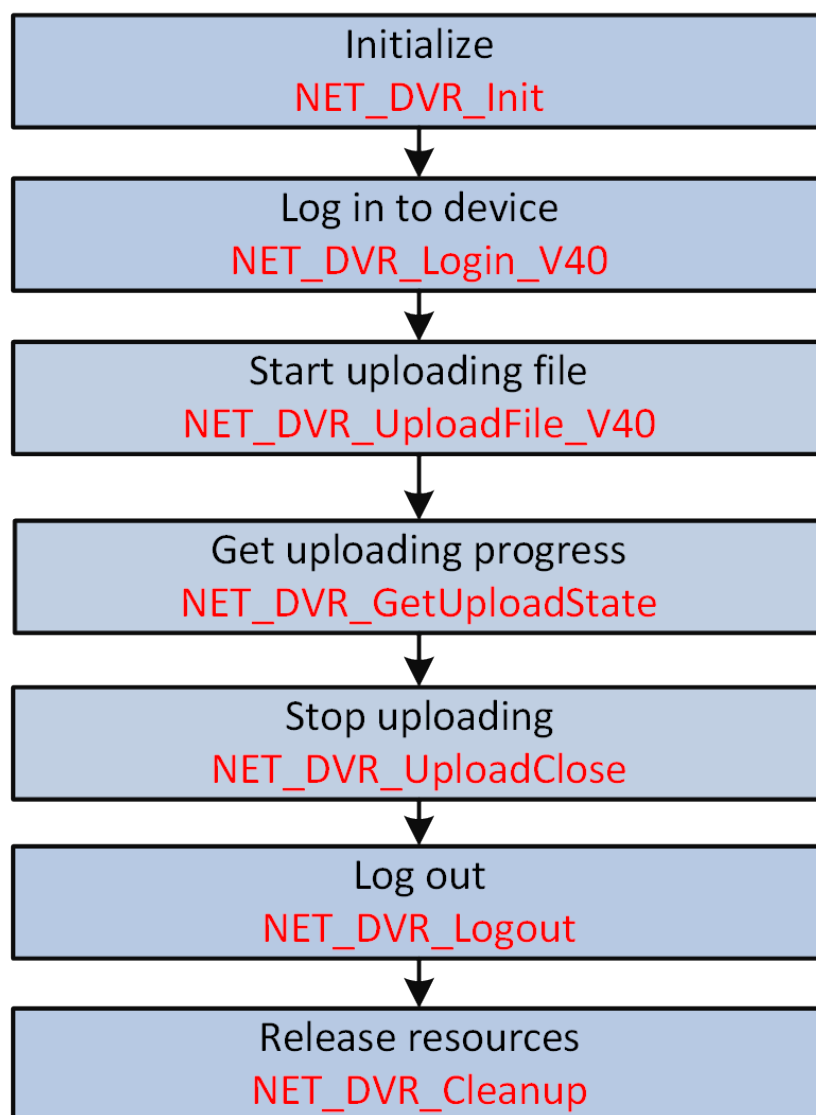 Initialize
NET_DVR_Init
Log in to device
NET_DVR_Login_V40
Start uploading file
NET_DVR_UploadFile_V40
Get uploading progress
NET_DVR_GetUploadState
Stop uploading
NET_DVR_UploadClose
Log out
NET_DVR_Logout
Release resources
NET_DVR_Cleanup